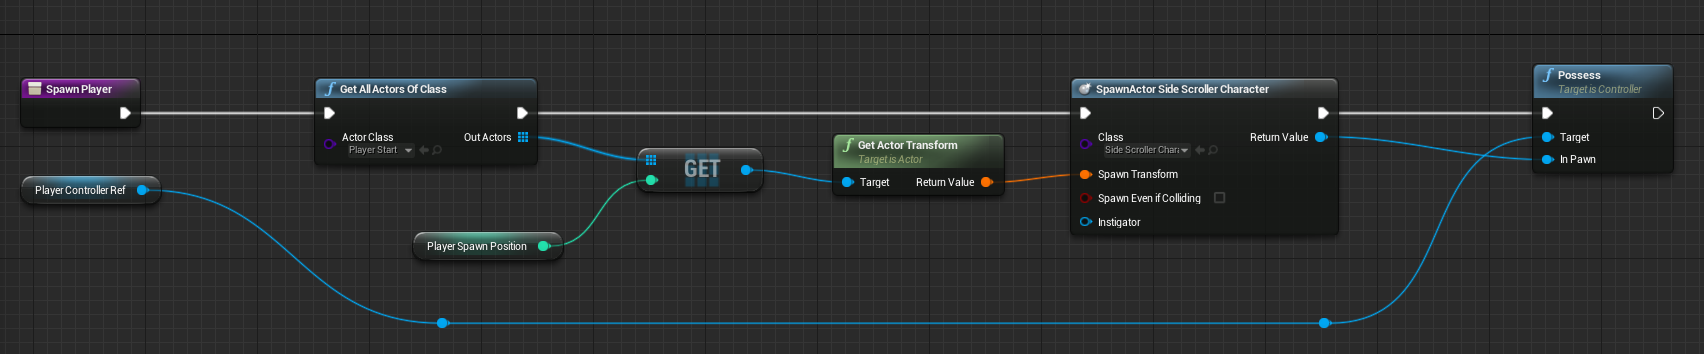 Spawn Player
Player Controller Ref
f Get All Actors Of Class
Actor Class
Player Start
Out Actors
GET
Player Spawn Position
f Get Actor Transform
Target is Actor
Target
Return Value
SpawnActor Side Scroller Character
Class
Side Scroller Chara
Return Value
Spawn Transform
Spawn Even if Colliding
Instigator
f Possess
Target is Controller
Target
In Pawn